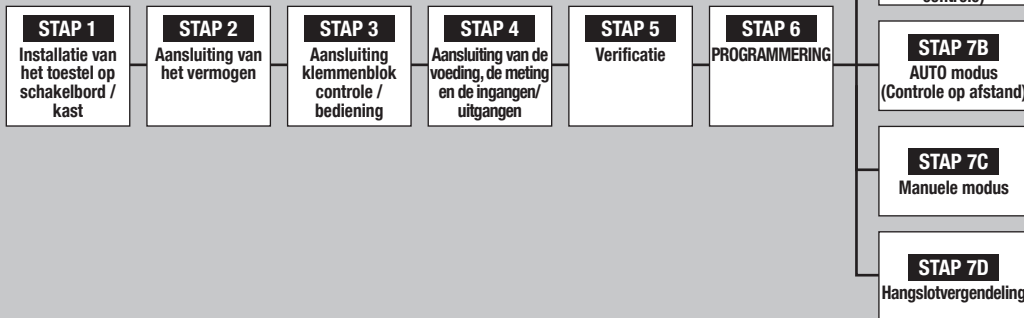 STAP 1
Installatie van
het toestel op
schakelbord /
kast
STAP 2
Aansluiting van
het vermogen
STAP 3
Aansluiting
klemmenblok
controle /
bediening
STAP 4
Aansluiting van de
voeding, de meting
en de ingangen/
uitgangen
STAP 5
Verificatie
STAP 6
PROGRAMMERING
controle)
STAP 7B
AUTO modus
(Controle op afstand)
STAP 7C
Manuele modus
STAP 7D
Hangslotvergendeling